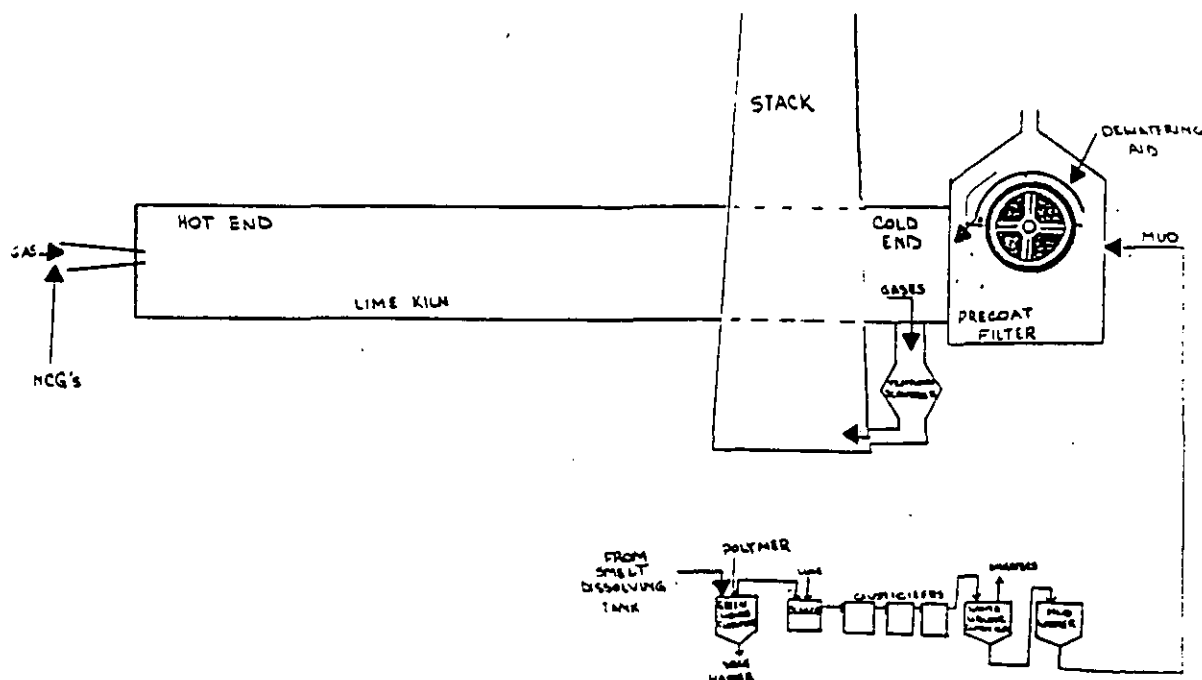 STACK
DEWATERING
AID
HOT END
COLD
END
GAS
MUD
LIME KILN
GASES
PRECOAT
FILTER
NCG's
POLYMER
FROM
SMELT
DISSOLVING
TANK
LIME
MUD
WASHER
WASHER